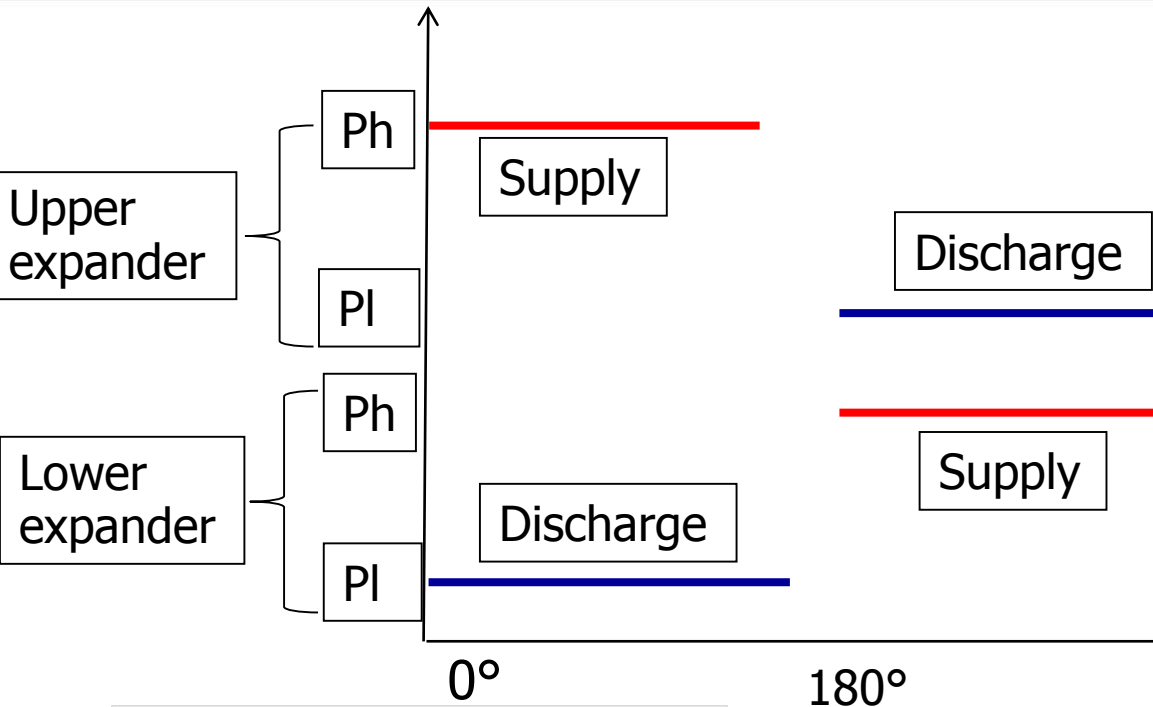 Ph
Supply
Upper
expander
Discharge
Pl
Ph
Lower
expander
Supply
Discharge
Pl
0°
180°